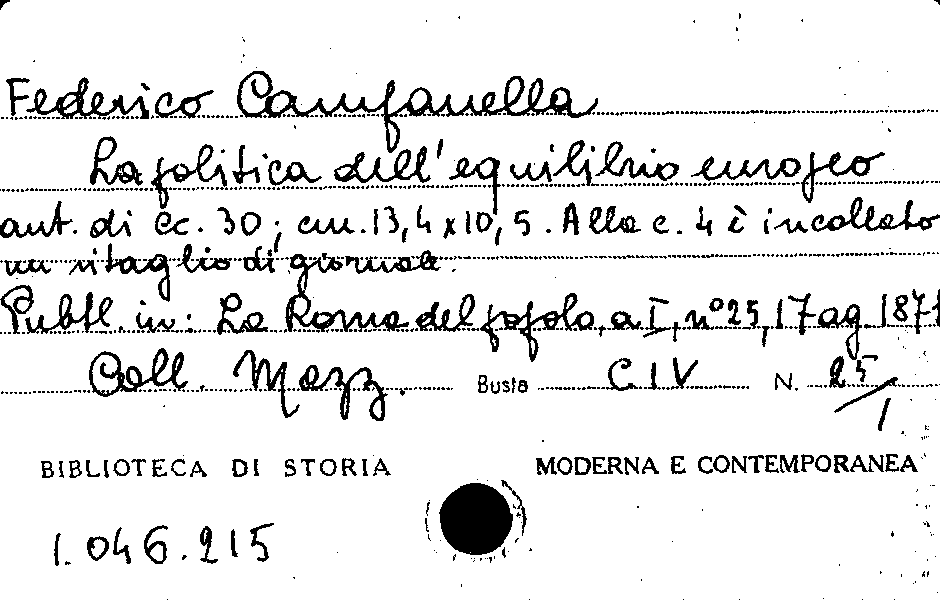 Federico Campanella
La politica dell'equilibrio europeo
aut. di cc. 30; cm. 13,4 x 10,5. Alla c. 4 è incollato
un ritaglio di giornale.
Pubbl. in: La Roma del popolo, a I, n° 25, 17 ag. 1871
Coll. Mazz. Busta CIV N. 25/1
BIBLIOTECA DI STORIA MODERNA E CONTEMPORANEA
1.046.215